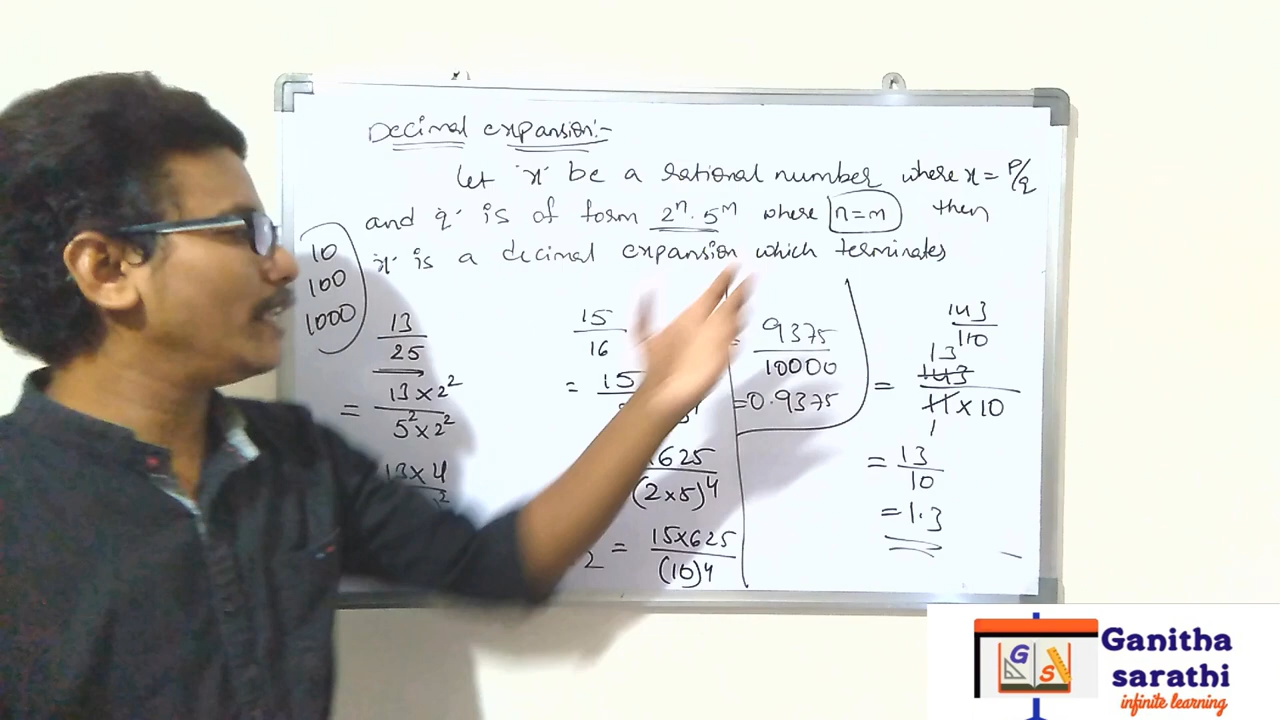 Decimal expansion:-
Let 'x' be a rational number where x = P/q
and 'q' is of form 2ⁿ·5ᵐ where n=m then
'x' is a decimal expansion which terminates
10
100
1000
13/25
= 13×2²/5²×2²
13×4
15/16
= 15
×625/(2×5)⁴
= 15×625/(10)⁴
= 9375/10000
=0.9375
143/110
= 13 143/11×10 1
= 13/10
= 1.3
G S
Ganitha
sarathi
infinite learning